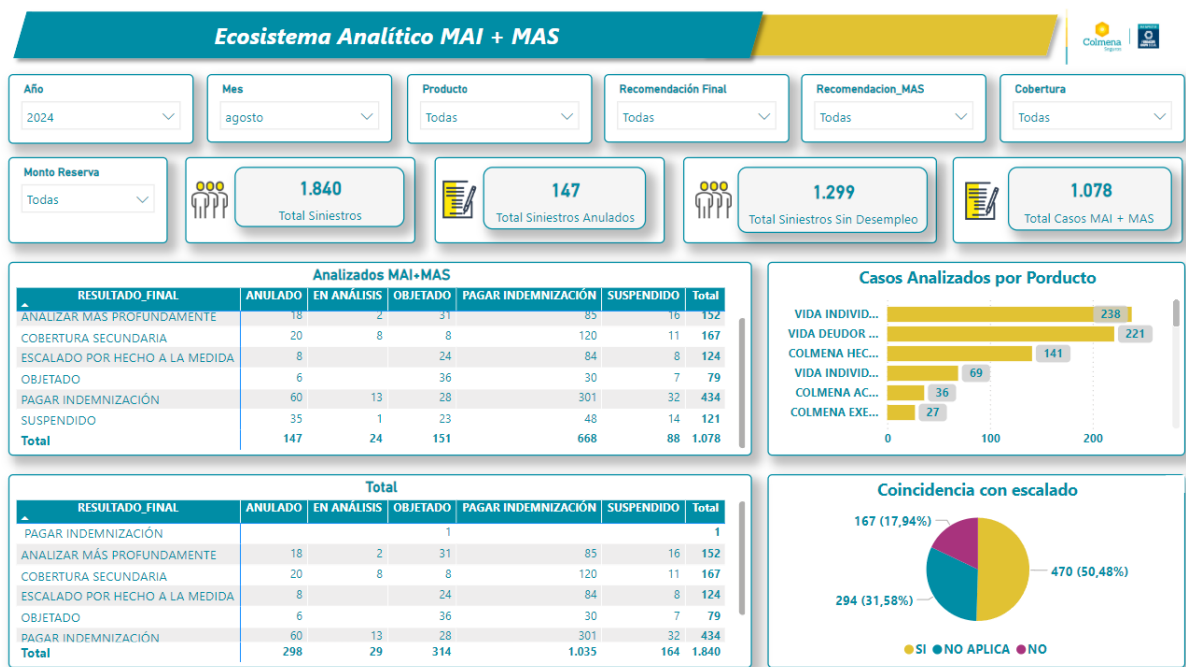 Ecosistema Analítico MAI + MAS
Colmena
Seguros
Año
2024
Mes
agosto
Producto
Todas
Recomendación Final
Todas
Recomendacion_MAS
Todas
Cobertura
Todas
Monto Reserva
Todas
1.840
Total Siniestros
147
Total Siniestros Anulados
1.299
Total Siniestros Sin Desempleo
1.078
Total Casos MAI + MAS
Analizados MAI+MAS
RESULTADO_FINAL ANULADO EN ANÁLISIS OBJETADO PAGAR INDEMNIZACIÓN SUSPENDIDO Total
ANALIZAR MÁS PROFUNDAMENTE 18 2 31 85 16 152
COBERTURA SECUNDARIA 20 8 8 120 11 167
ESCALADO POR HECHO A LA MEDIDA 8 24 84 8 124
OBJETADO 6 36 30 7 79
PAGAR INDEMNIZACIÓN 60 13 28 301 32 434
SUSPENDIDO 35 1 23 48 14 121
Total 147 24 151 668 88 1.078
Casos Analizados por Porducto
VIDA INDIVID... 238
VIDA DEUDOR ... 221
COLMENA HEC... 141
VIDA INDIVID... 69
COLMENA AC... 36
COLMENA EXE... 27
0 100 200
Total
RESULTADO_FINAL ANULADO EN ANÁLISIS OBJETADO PAGAR INDEMNIZACIÓN SUSPENDIDO Total
PAGAR INDEMNIZACIÓN 1 1
ANALIZAR MÁS PROFUNDAMENTE 18 2 31 85 16 152
COBERTURA SECUNDARIA 20 8 8 120 11 167
ESCALADO POR HECHO A LA MEDIDA 8 24 84 8 124
OBJETADO 6 36 30 7 79
PAGAR INDEMNIZACIÓN 60 13 28 301 32 434
Total 298 29 314 1.035 164 1.840
Coincidencia con escalado
167 (17,94%)
470 (50,48%)
294 (31,58%)
SI NO APLICA NO